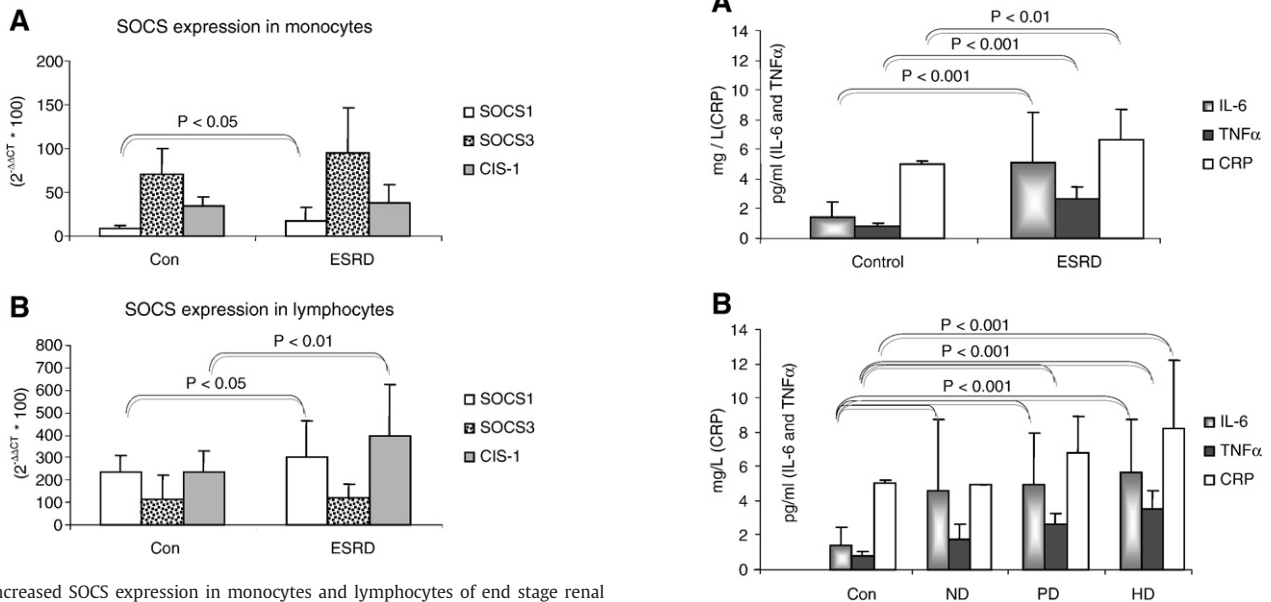 A
SOCS expression in monocytes
(2-ΔΔCT * 100)
200
150
100
50
0
P < 0.05
Con
ESRD
SOCS1
SOCS3
CIS-1
B
SOCS expression in lymphocytes
(2-ΔΔCT * 100)
800
700
600
500
400
300
200
100
0
P < 0.01
P < 0.05
Con
ESRD
SOCS1
SOCS3
CIS-1
ncreased SOCS expression in monocytes and lymphocytes of end stage renal
A
mg / L(CRP)
pg/ml (IL-6 and TNFα)
14
12
10
8
6
4
2
0
P < 0.01
P < 0.001
P < 0.001
Control
ESRD
IL-6
TNFα
CRP
B
mg/L (CRP)
pg/ml (IL-6 and TNFα)
14
12
10
8
6
4
2
0
P < 0.001
P < 0.001
P < 0.001
Con
ND
PD
HD
IL-6
TNFα
CRP